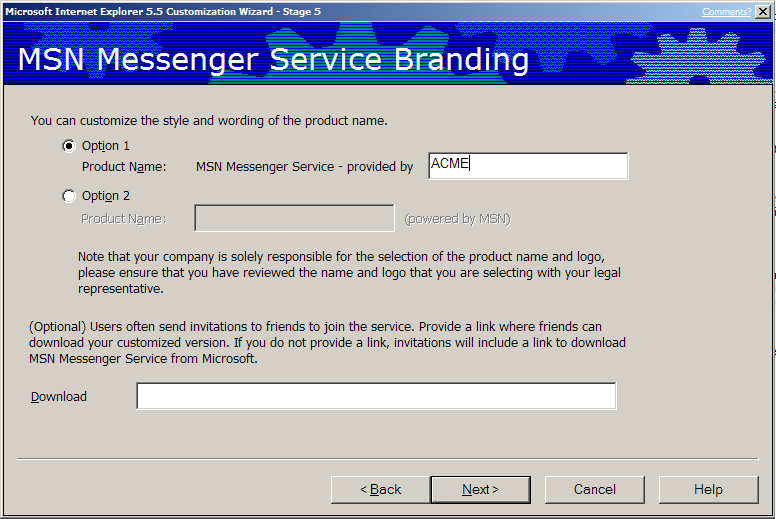 Microsoft Internet Explorer 5.5 Customization Wizard - Stage 5 Comments?
MSN Messenger Service Branding
You can customize the style and wording of the product name.
Option 1
Product Name: MSN Messenger Service - provided by ACME
Option 2
Product Name: (powered by MSN)
Note that your company is solely responsible for the selection of the product name and logo,
please ensure that you have reviewed the name and logo that you are selecting with your legal
representative.
(Optional) Users often send invitations to friends to join the service. Provide a link where friends can
download your customized version. If you do not provide a link, invitations will include a link to download
MSN Messenger Service from Microsoft.
Download
< Back Next > Cancel Help